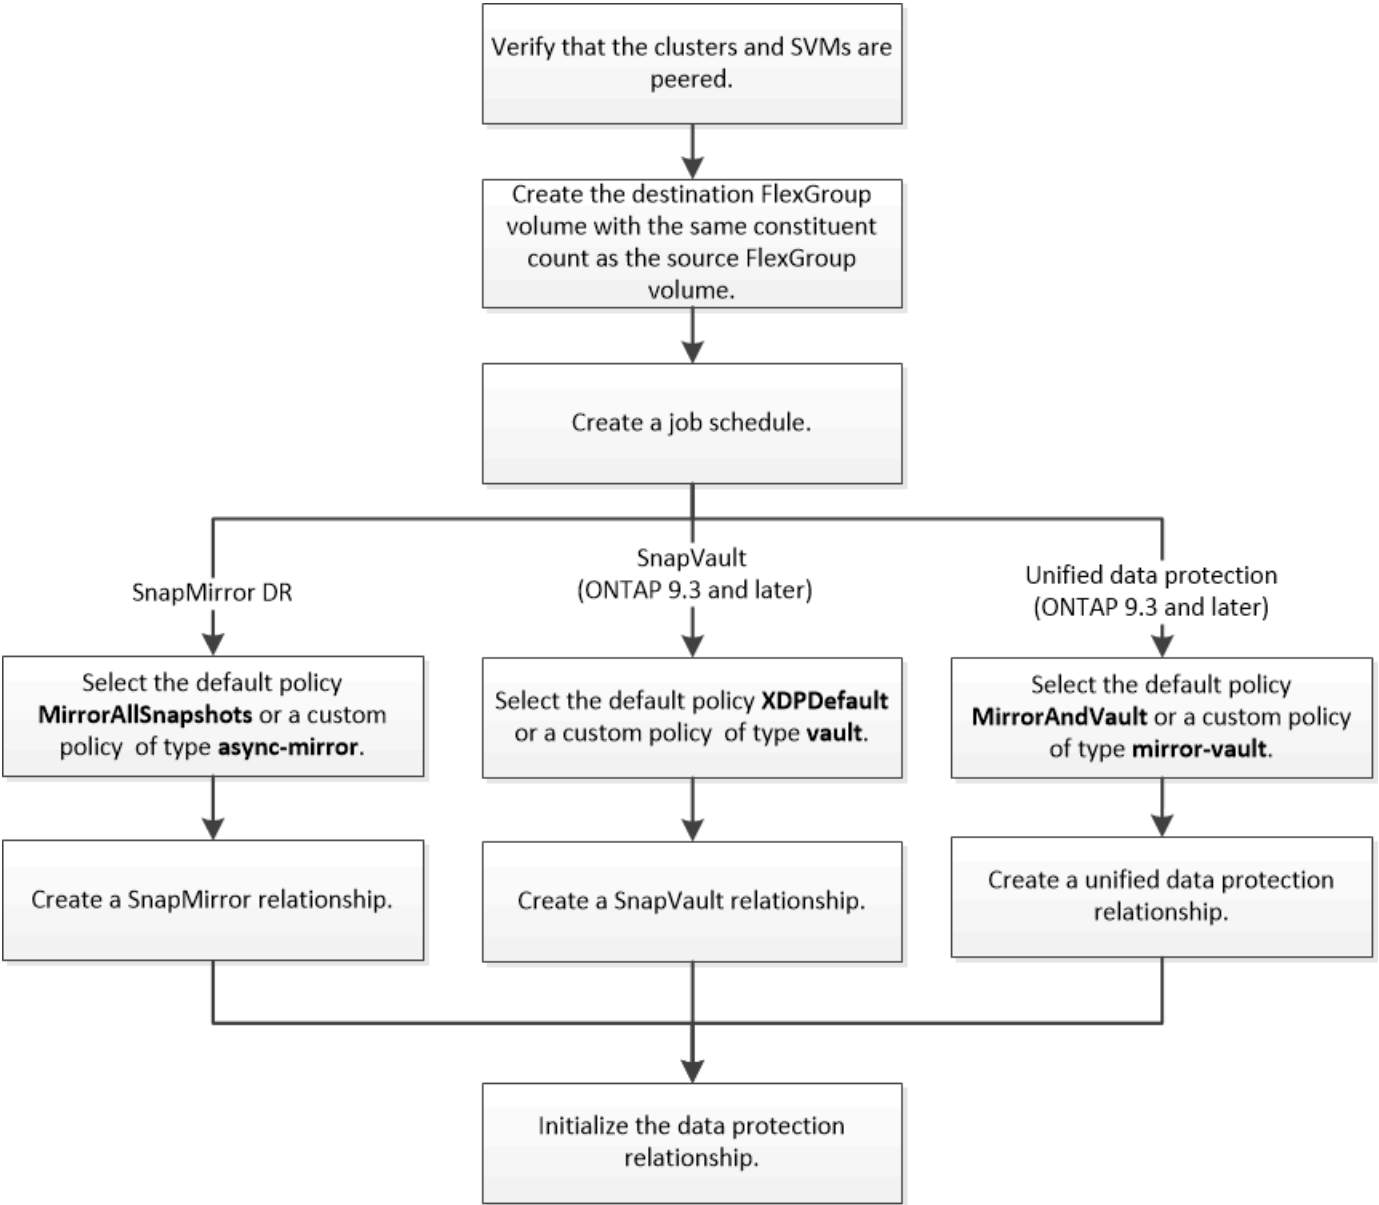 Verify that the clusters and SVMs are
peered.
Create the destination FlexGroup
volume with the same constituent
count as the source FlexGroup
volume.
Create a job schedule.
SnapMirror DR
SnapVault
(ONTAP 9.3 and later)
Unified data protection
(ONTAP 9.3 and later)
Select the default policy
MirrorAllSnapshots or a custom
policy of type async-mirror.
Select the default policy XDPDefault
or a custom policy of type vault.
Select the default policy
MirrorAndVault or a custom policy
of type mirror-vault.
Create a SnapMirror relationship.
Create a SnapVault relationship.
Create a unified data protection
relationship.
Initialize the data protection
relationship.